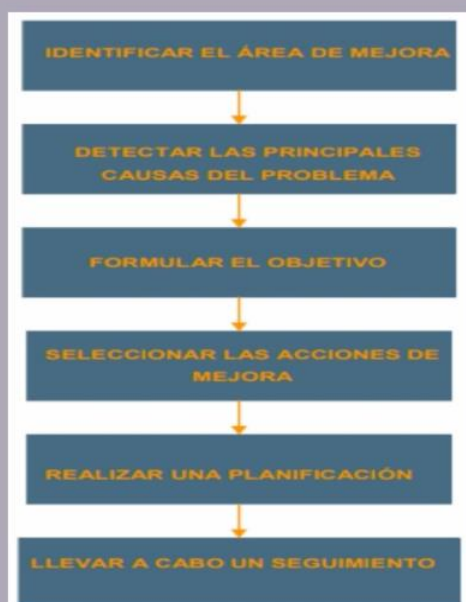 IDENTIFICAR EL ÁREA DE MEJORA
DETECTAR LAS PRINCIPALES
CAUSAS DEL PROBLEMA
FORMULAR EL OBJETIVO
SELECCIONAR LAS ACCIONES DE
MEJORA
REALIZAR UNA PLANIFICACIÓN
LLEVAR A CABO UN SEGUIMIENTO